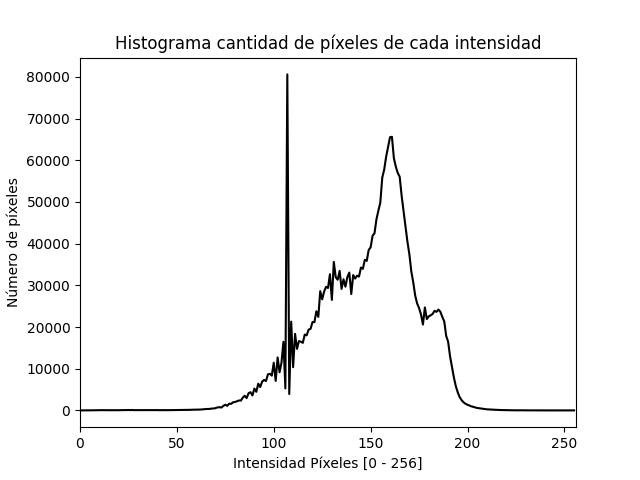 Histograma cantidad de píxeles de cada intensidad
Número de píxeles
80000
70000
60000
50000
40000
30000
20000
10000
0
0 50 100 150 200 250
Intensidad Píxeles [0 - 256]